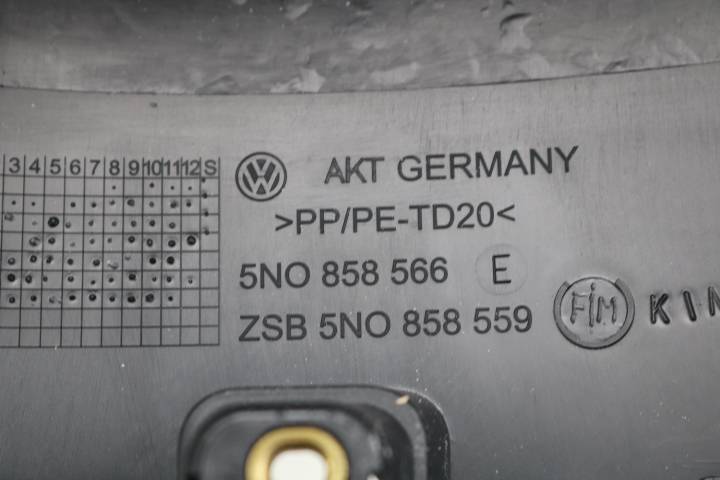 3 4 5 6 7 8 9 10 11 12 S
AKT GERMANY
>PP/PE-TD20<
5N0 858 566 E
ZSB 5N0 858 559
FIM